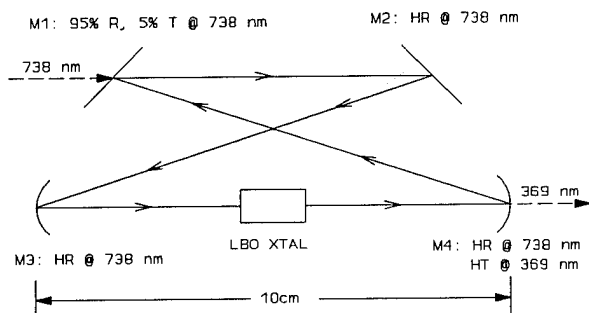 M1: 95% R, 5% T @ 738 nm
M2: HR @ 738 nm
738 nm
369 nm
LBO XTAL
M3: HR @ 738 nm
M4: HR @ 738 nm
HT @ 369 nm
10cm